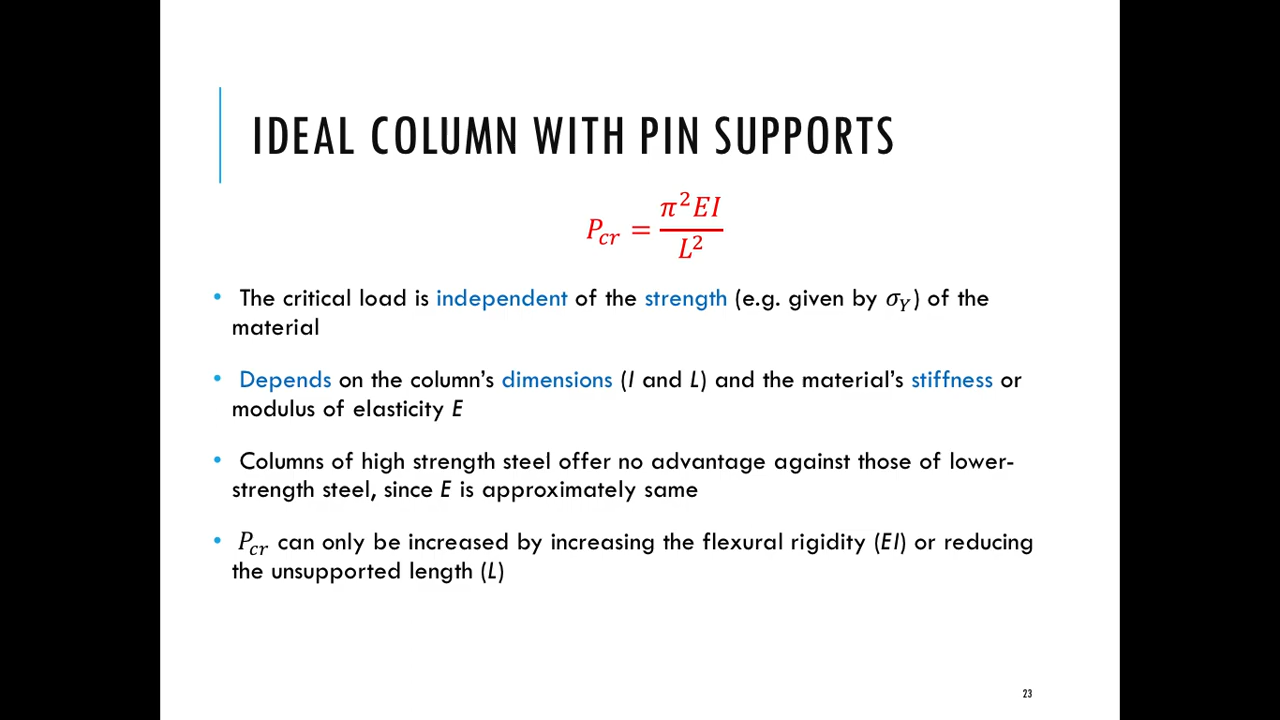 IDEAL COLUMN WITH PIN SUPPORTS
P_cr = π²EI / L²
• The critical load is independent of the strength (e.g. given by σ_Y) of the
material
• Depends on the column’s dimensions (I and L) and the material’s stiffness or
modulus of elasticity E
• Columns of high strength steel offer no advantage against those of lower-
strength steel, since E is approximately same
• P_cr can only be increased by increasing the flexural rigidity (EI) or reducing
the unsupported length (L)
23